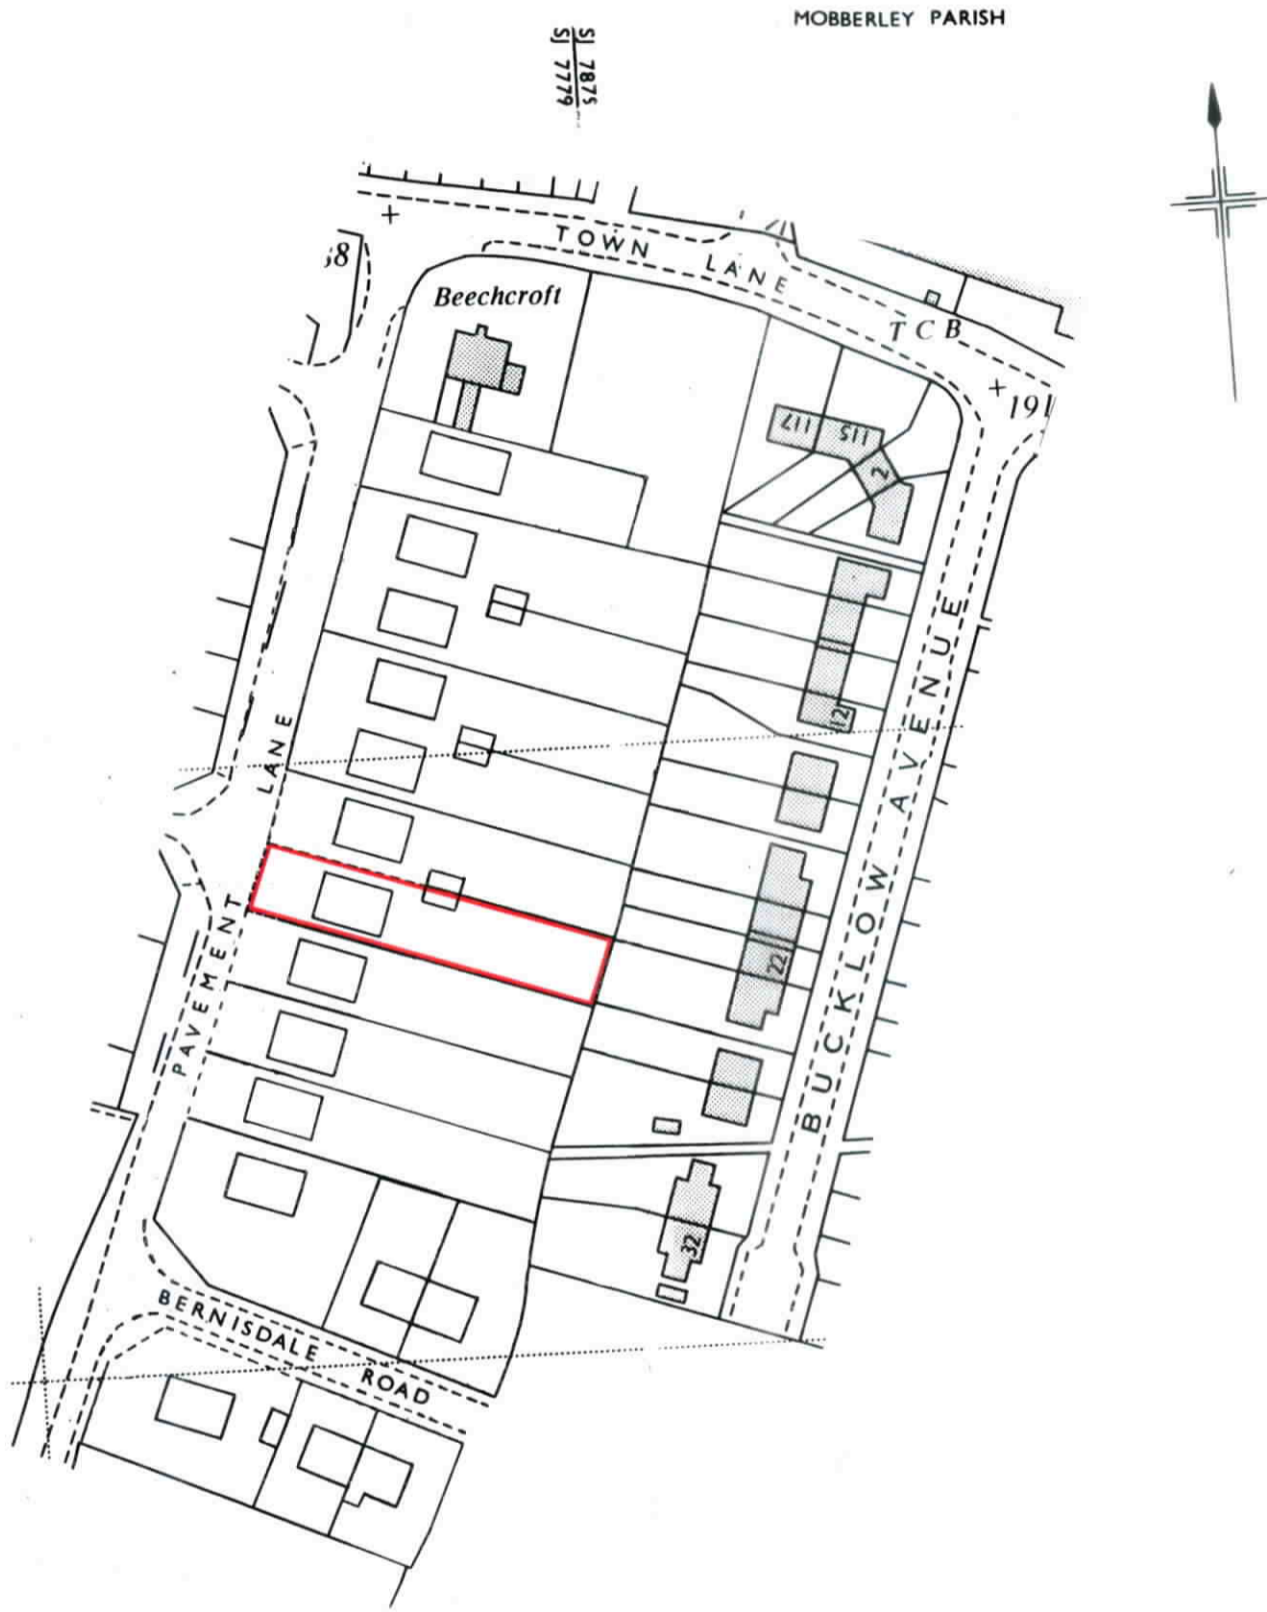 MOBBERLEY PARISH
SJ 7875
SJ 7779
TOWN LANE
Beechcroft
T C B
191
117
115
2
12
BUCKLOW AVENUE
22
PAVEMENT LANE
32
BERNISDALE ROAD